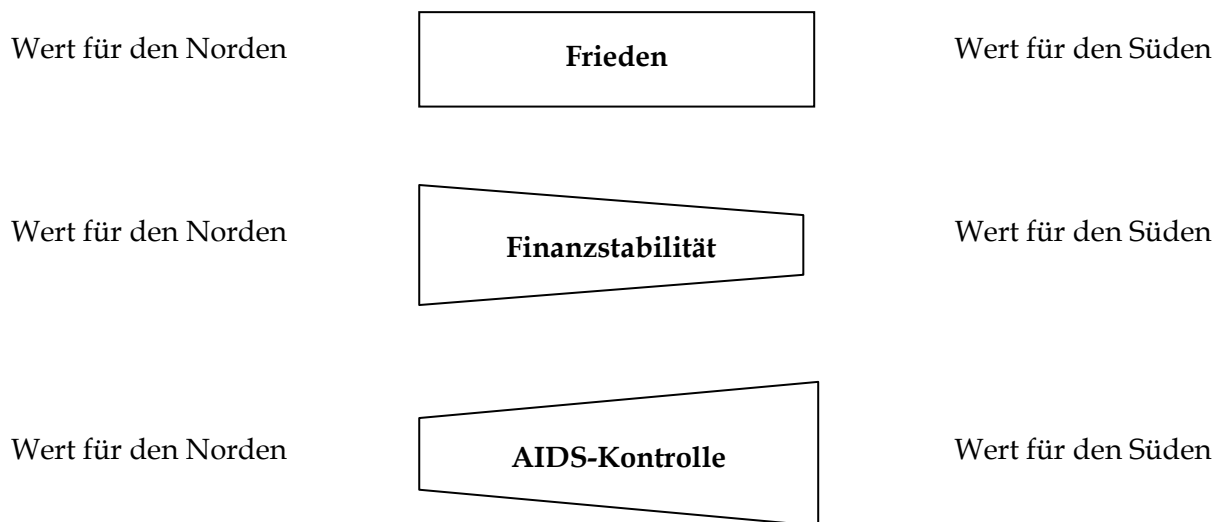 Wert für den Norden Frieden Wert für den Süden
Wert für den Norden Finanzstabilität Wert für den Süden
Wert für den Norden AIDS-Kontrolle Wert für den Süden